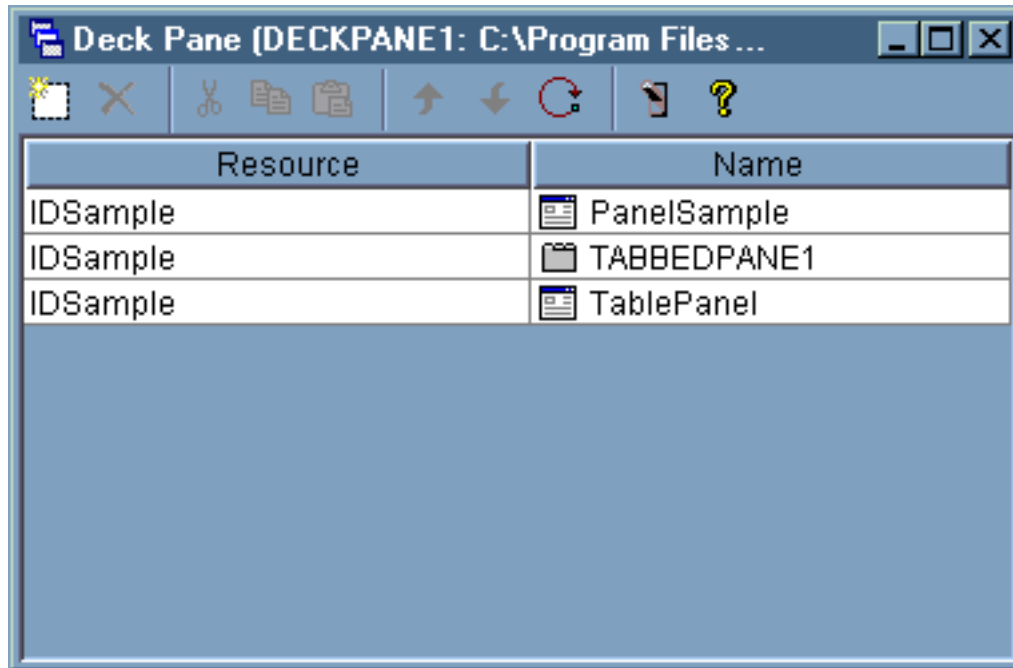 Deck Pane (DECKPANE1: C:\Program Files ...
Resource Name
IDSample PanelSample
IDSample TABBEDPANE1
IDSample TablePanel